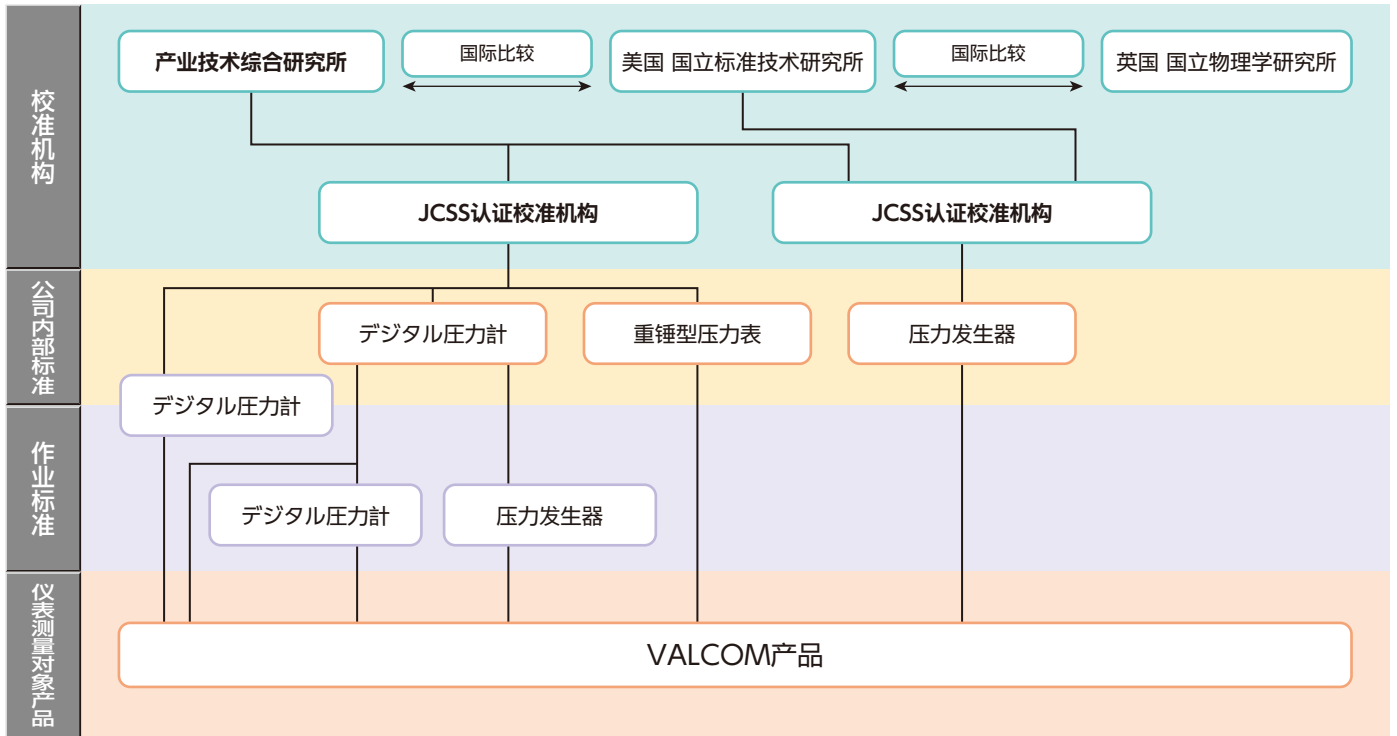 校准机构
产业技术综合研究所
国际比较
美国 国立标准技术研究所
国际比较
英国 国立物理学研究所
JCSS认证校准机构
JCSS认证校准机构
公司内部标准
デジタル圧力計
重锤型压力表
压力发生器
デジタル圧力計
作业标准
デジタル圧力計
压力发生器
仪表测量对象产品
VALCOM产品